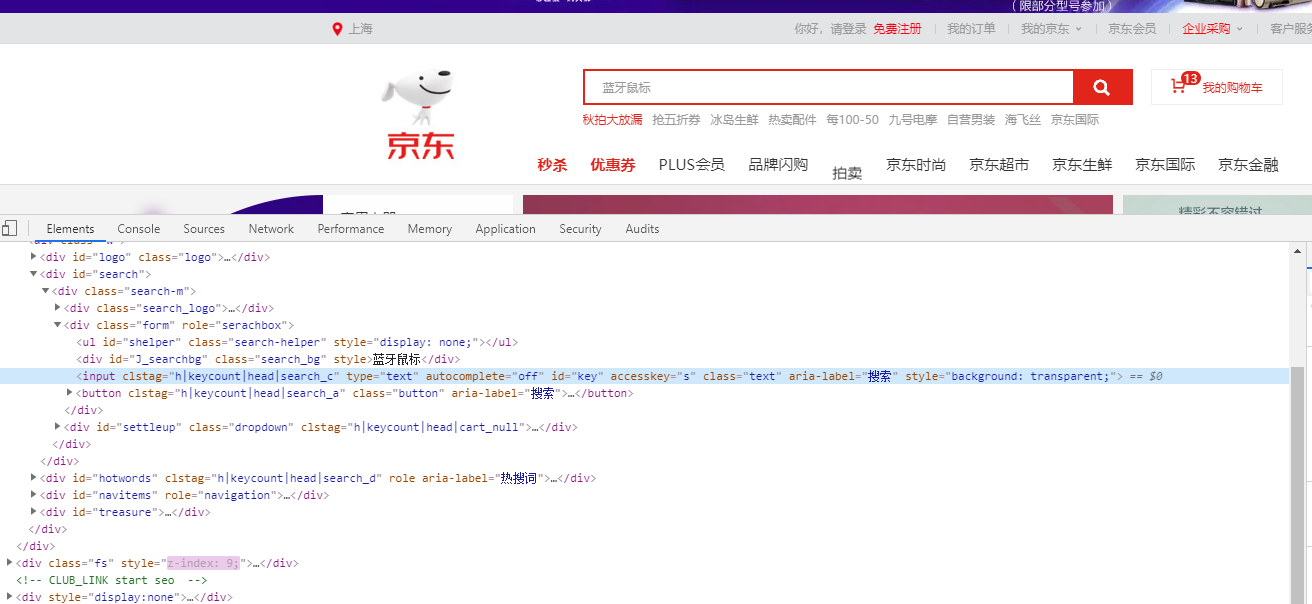 (限部分型号参加)
上海 你好，请登录 免费注册 我的订单 我的京东 京东会员 企业采购 客户服务
京东
蓝牙鼠标 13 我的购物车
秋拍大放漏 抢五折券 冰岛生鲜 热卖配件 每100-50 九号电摩 自营男装 海飞丝 京东国际
秒杀 优惠券 PLUS会员 品牌闪购 拍卖 京东时尚 京东超市 京东生鲜 京东国际 京东金融
精彩不容错过
Elements Console Sources Network Performance Memory Application Security Audits
<div id="logo" class="logo">…</div>
<div id="search">
<div class="search-m">
<div class="search_logo">…</div>
<div class="form" role="serachbox">
<ul id="shelper" class="search-helper" style="display: none;"></ul>
<div id="J_searchbg" class="search_bg" style>蓝牙鼠标</div>
<input clstag="h|keycount|head|search_c" type="text" autocomplete="off" id="key" accesskey="s" class="text" aria-label="搜索" style="background: transparent;"> == $0
<button clstag="h|keycount|head|search_a" class="button" aria-label="搜索">…</button>
</div>
<div id="settleup" class="dropdown" clstag="h|keycount|head|cart_null">…</div>
</div>
</div>
<div id="hotwords" clstag="h|keycount|head|search_d" role aria-label="热搜词">…</div>
<div id="navitems" role="navigation">…</div>
<div id="treasure">…</div>
</div>
</div>
<div class="fs" style="z-index: 9;">…</div>
<!-- CLUB_LINK start seo  -->
<div style="display:none">…</div>